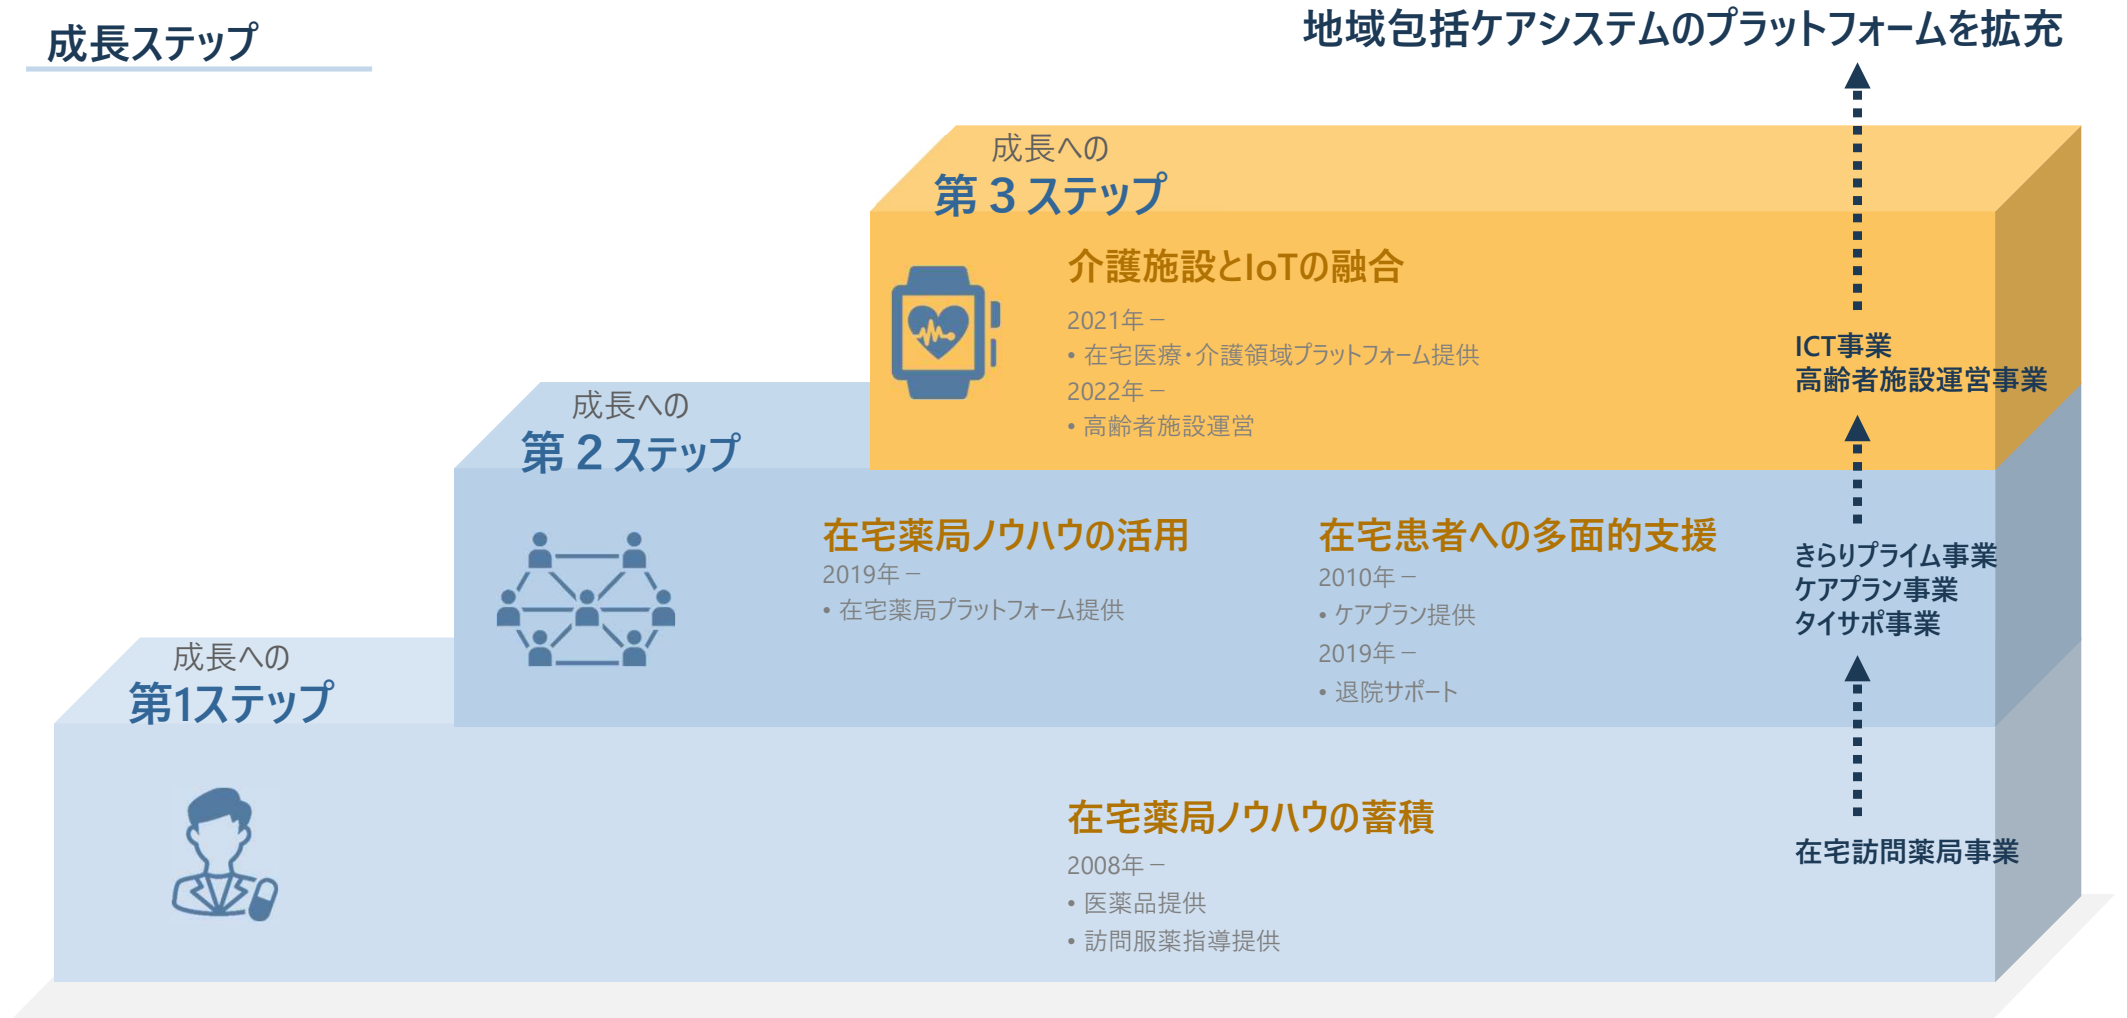 成長ステップ
地域包括ケアシステムのプラットフォームを拡充
成長への
第３ステップ
介護施設とIoTの融合
2021年－
• 在宅医療・介護領域プラットフォーム提供
2022年－
• 高齢者施設運営
ICT事業
高齢者施設運営事業
成長への
第２ステップ
在宅薬局ノウハウの活用
2019年－
• 在宅薬局プラットフォーム提供
在宅患者への多面的支援
2010年－
• ケアプラン提供
2019年－
• 退院サポート
きらりプライム事業
ケアプラン事業
タイサポ事業
成長への
第1ステップ
在宅薬局ノウハウの蓄積
2008年－
• 医薬品提供
• 訪問服薬指導提供
在宅訪問薬局事業